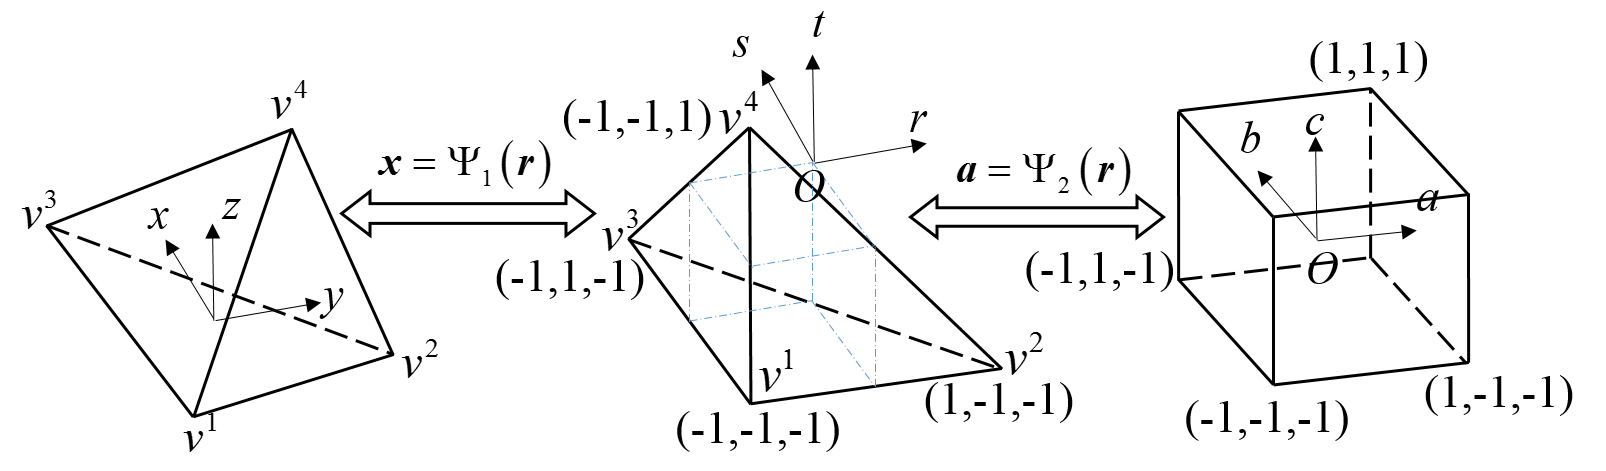 v⁴
v³
x
z
y
v²
v¹
x = Ψ₁(r)
s
t
(-1,-1,1) v⁴
r
O
v³
(-1,1,-1)
v¹
v²
(-1,-1,-1)
(1,-1,-1)
a = Ψ₂(r)
(1,1,1)
b
c
a
(-1,1,-1)
O
(-1,-1,-1)
(1,-1,-1)